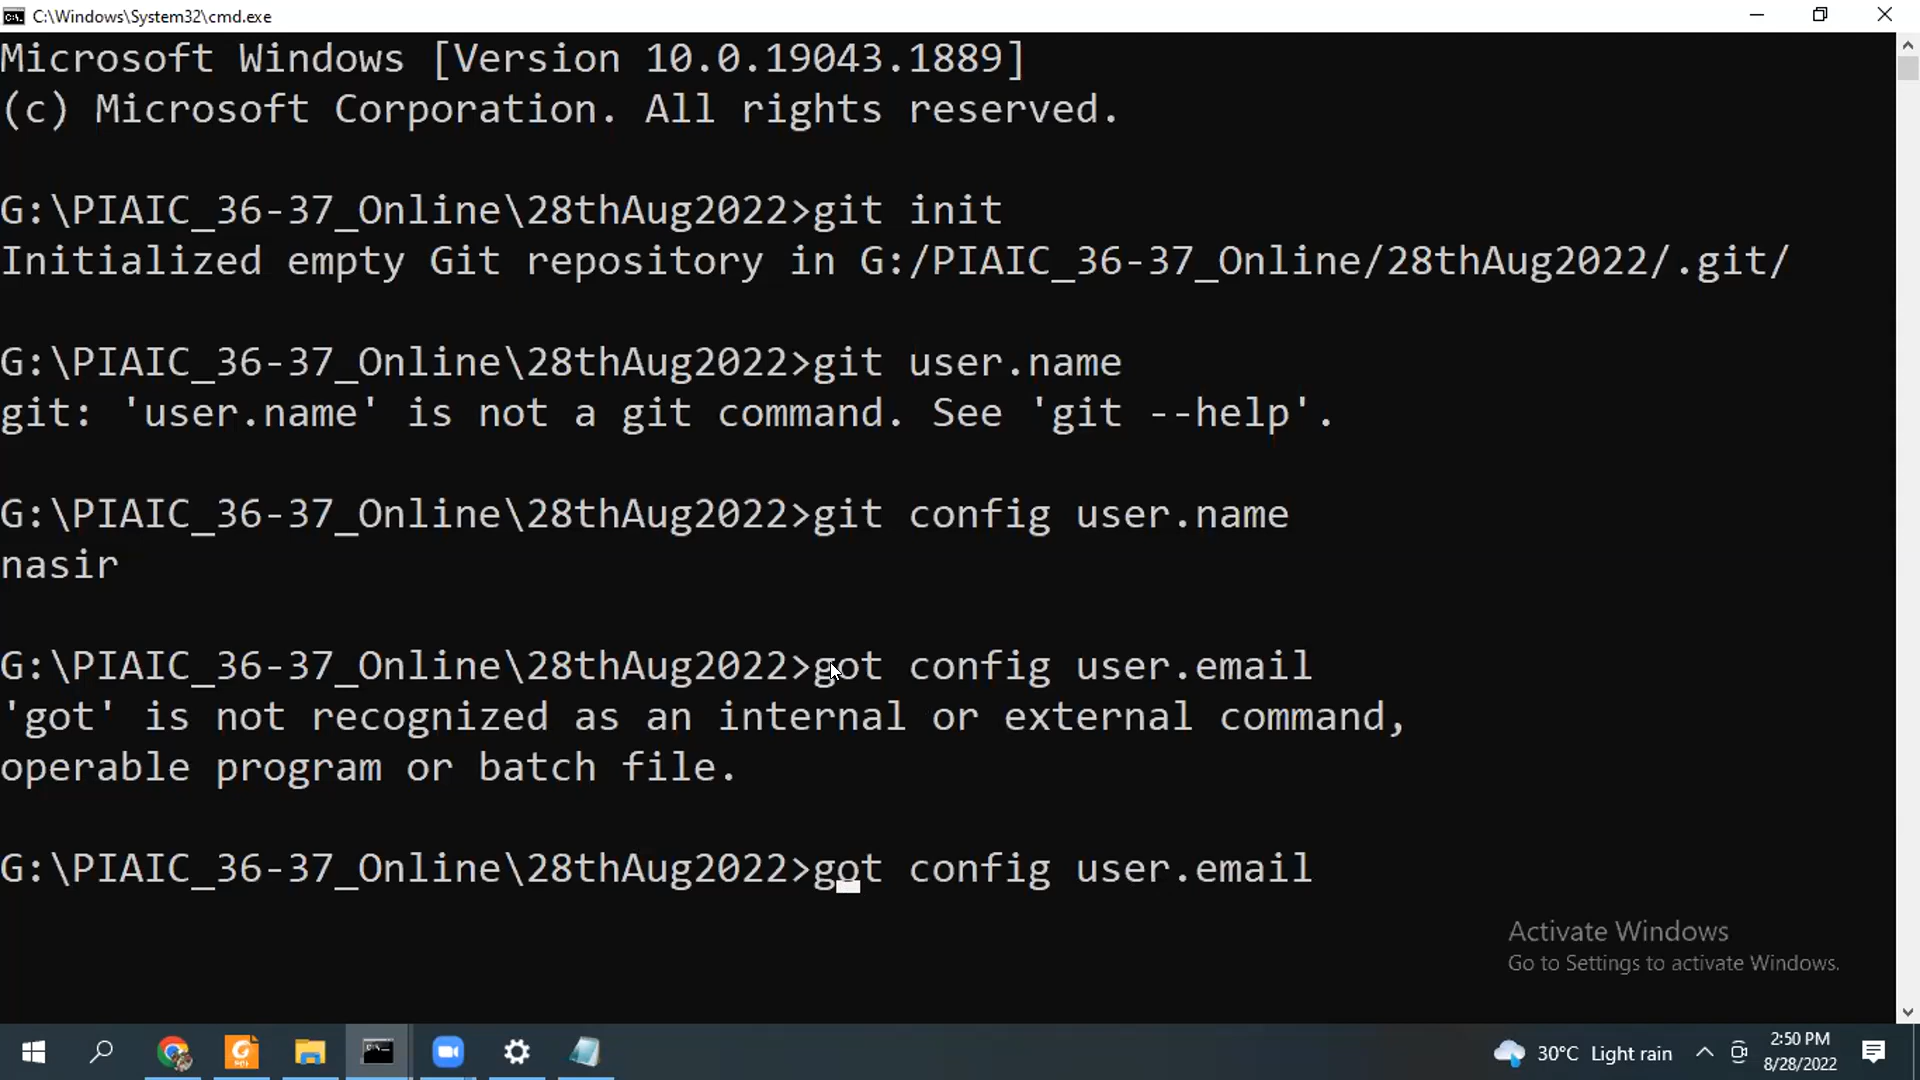 C:\Windows\System32\cmd.exe
Microsoft Windows [Version 10.0.19043.1889]
(c) Microsoft Corporation. All rights reserved.
G:\PIAIC_36-37_Online\28thAug2022>git init
Initialized empty Git repository in G:/PIAIC_36-37_Online/28thAug2022/.git/
G:\PIAIC_36-37_Online\28thAug2022>git user.name
git: 'user.name' is not a git command. See 'git --help'.
G:\PIAIC_36-37_Online\28thAug2022>git config user.name
nasir
G:\PIAIC_36-37_Online\28thAug2022>got config user.email
'got' is not recognized as an internal or external command,
operable program or batch file.
G:\PIAIC_36-37_Online\28thAug2022>got config user.email
Activate Windows
Go to Settings to activate Windows.
30°C Light rain
2:50 PM
8/28/2022